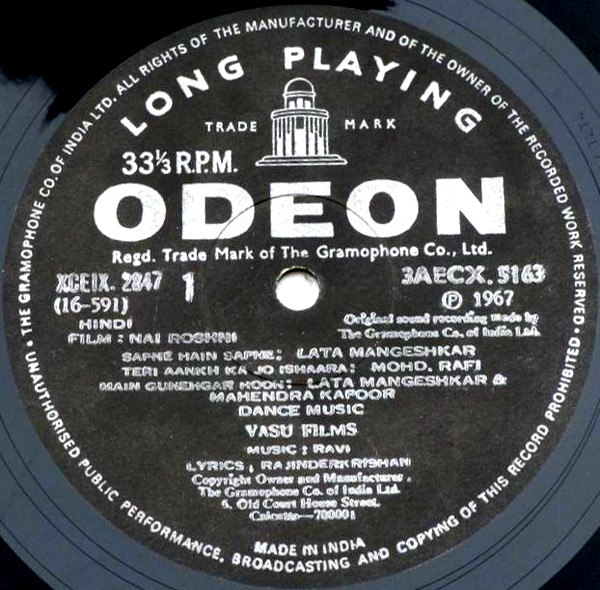 THE GRAMOPHONE CO. OF INDIA LTD. ALL RIGHTS OF THE MANUFACTURER AND OF THE OWNER OF THE RECORDED WORK RESERVED • UNAUTHORISED PUBLIC PERFORMANCE, BROADCASTING AND COPYING OF THIS RECORD PROHIBITED •
LONG PLAYING
TRADE MARK
33⅓ R.P.M.
ODEON
Regd. Trade Mark of The Gramophone Co., Ltd.
XCEIX. 2847 1 3AECX. 5163
(16-591) ℗ 1967
HINDI Original sound recording made by
FILM : NAI ROSHNI The Gramophone Co. of India Ltd.
SAPNE HAIN SAPNE: LATA MANGESHKAR
TERI AANKH KA JO ISHAARA: MOHD. RAFI
MAIN GUNEHGAR HOON: LATA MANGESHKAR &
MAHENDRA KAPOOR
DANCE MUSIC
VASU FILMS
MUSIC : RAVI
LYRICS : RAJINDERKRISHAN
Copyright Owner and Manufacturer.
The Gramophone Co. of India Ltd.
6, Old Court House Street,
Calcutta—700001
MADE IN INDIA